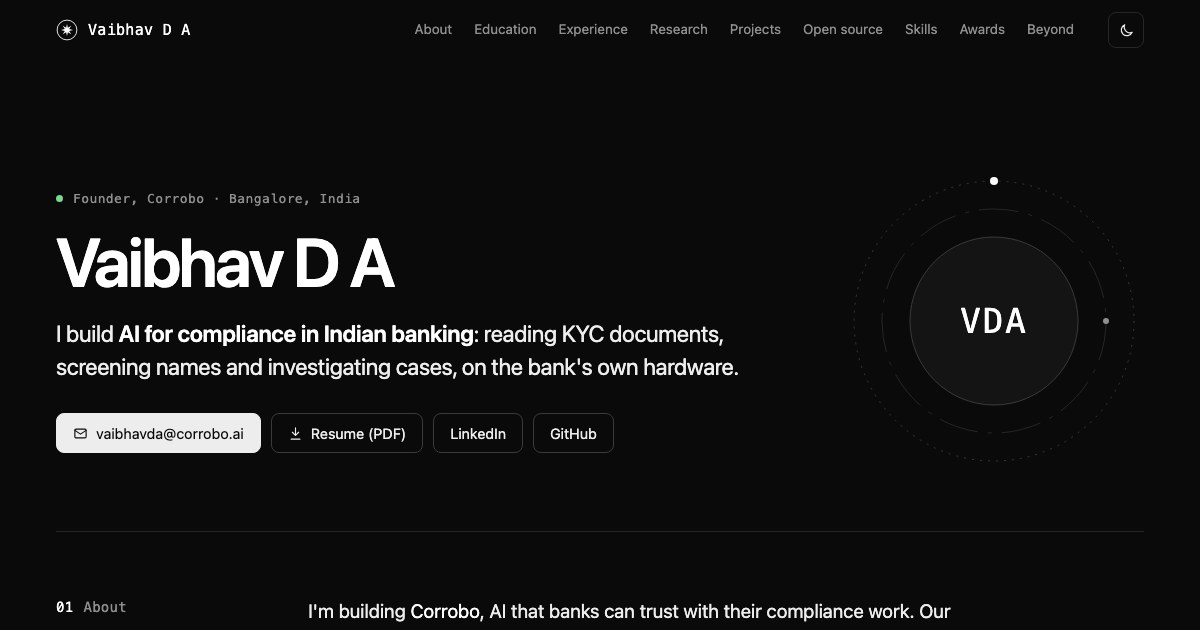 Vaibhav D A
About Education Experience Research Projects Open source Skills Awards Beyond
Founder, Corrobo · Bangalore, India
Vaibhav D A
I build AI for compliance in Indian banking: reading KYC documents,
screening names and investigating cases, on the bank's own hardware.
VDA
vaibhavda@corrobo.ai Resume (PDF) LinkedIn GitHub
01 About
I'm building Corrobo, AI that banks can trust with their compliance work. Our